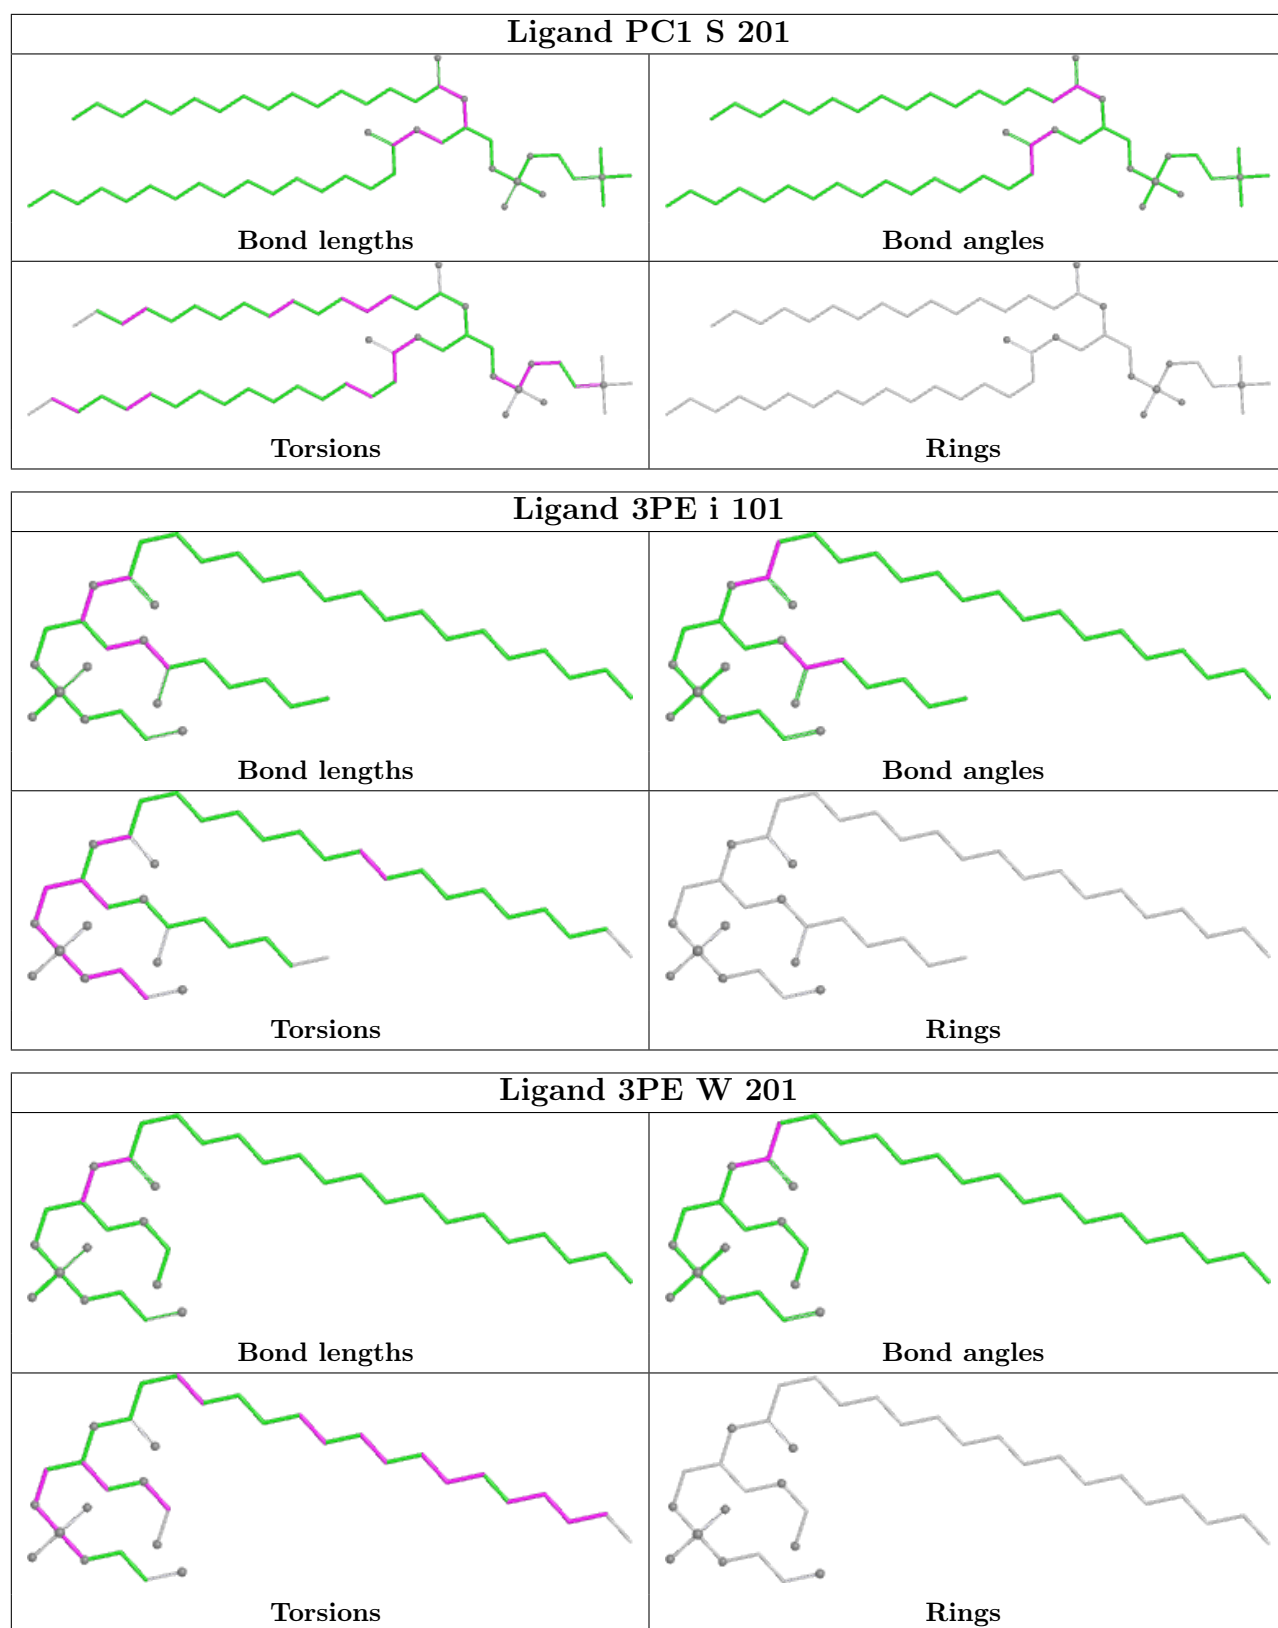 Ligand PC1 S 201
Bond lengths
Bond angles
Torsions
Rings
Ligand 3PE i 101
Bond lengths
Bond angles
Torsions
Rings
Ligand 3PE W 201
Bond lengths
Bond angles
Torsions
Rings